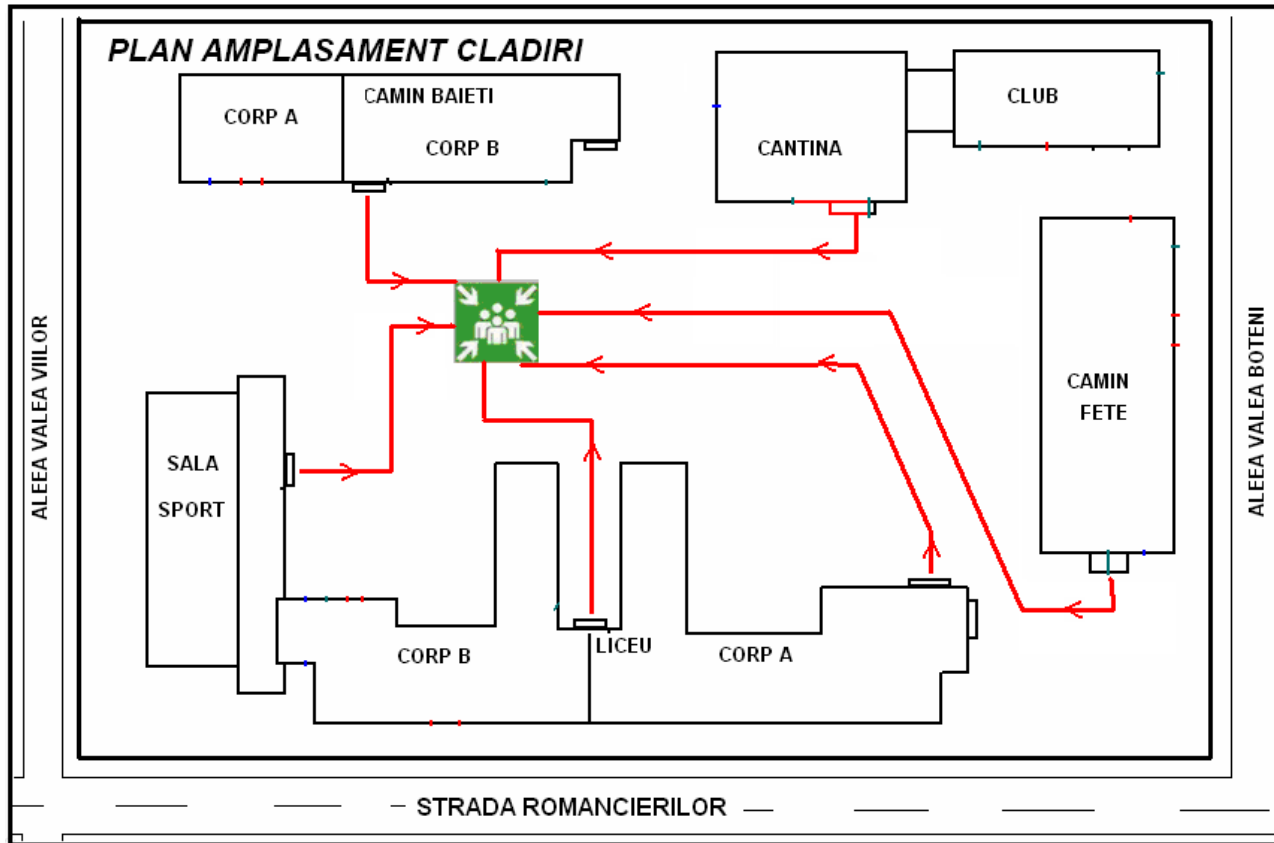 PLAN AMPLASAMENT CLADIRI
CORP A
CAMIN BAIETI
CORP B
CANTINA
CLUB
ALEEA VALEA VIILOR
SALA
SPORT
CAMIN
FETE
ALEEA VALEA BOTENI
CORP B
LICEU
CORP A
STRADA ROMANCIERILOR